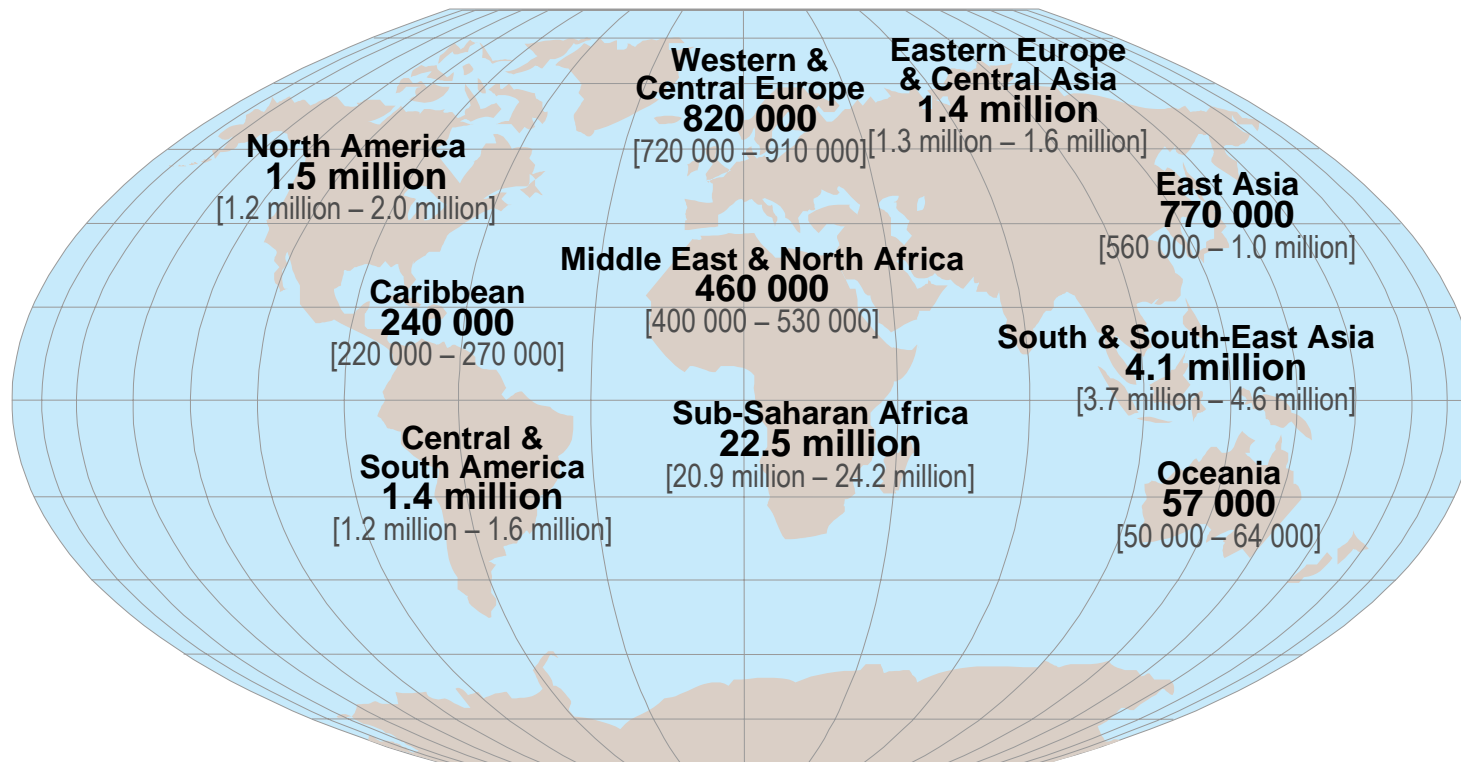 Western &
Central Europe
820 000
[720 000 – 910 000]
Eastern Europe
& Central Asia
1.4 million
[1.3 million – 1.6 million]
North America
1.5 million
[1.2 million – 2.0 million]
East Asia
770 000
[560 000 – 1.0 million]
Middle East & North Africa
460 000
[400 000 – 530 000]
Caribbean
240 000
[220 000 – 270 000]
South & South-East Asia
4.1 million
[3.7 million – 4.6 million]
Sub-Saharan Africa
22.5 million
[20.9 million – 24.2 million]
Central &
South America
1.4 million
[1.2 million – 1.6 million]
Oceania
57 000
[50 000 – 64 000]